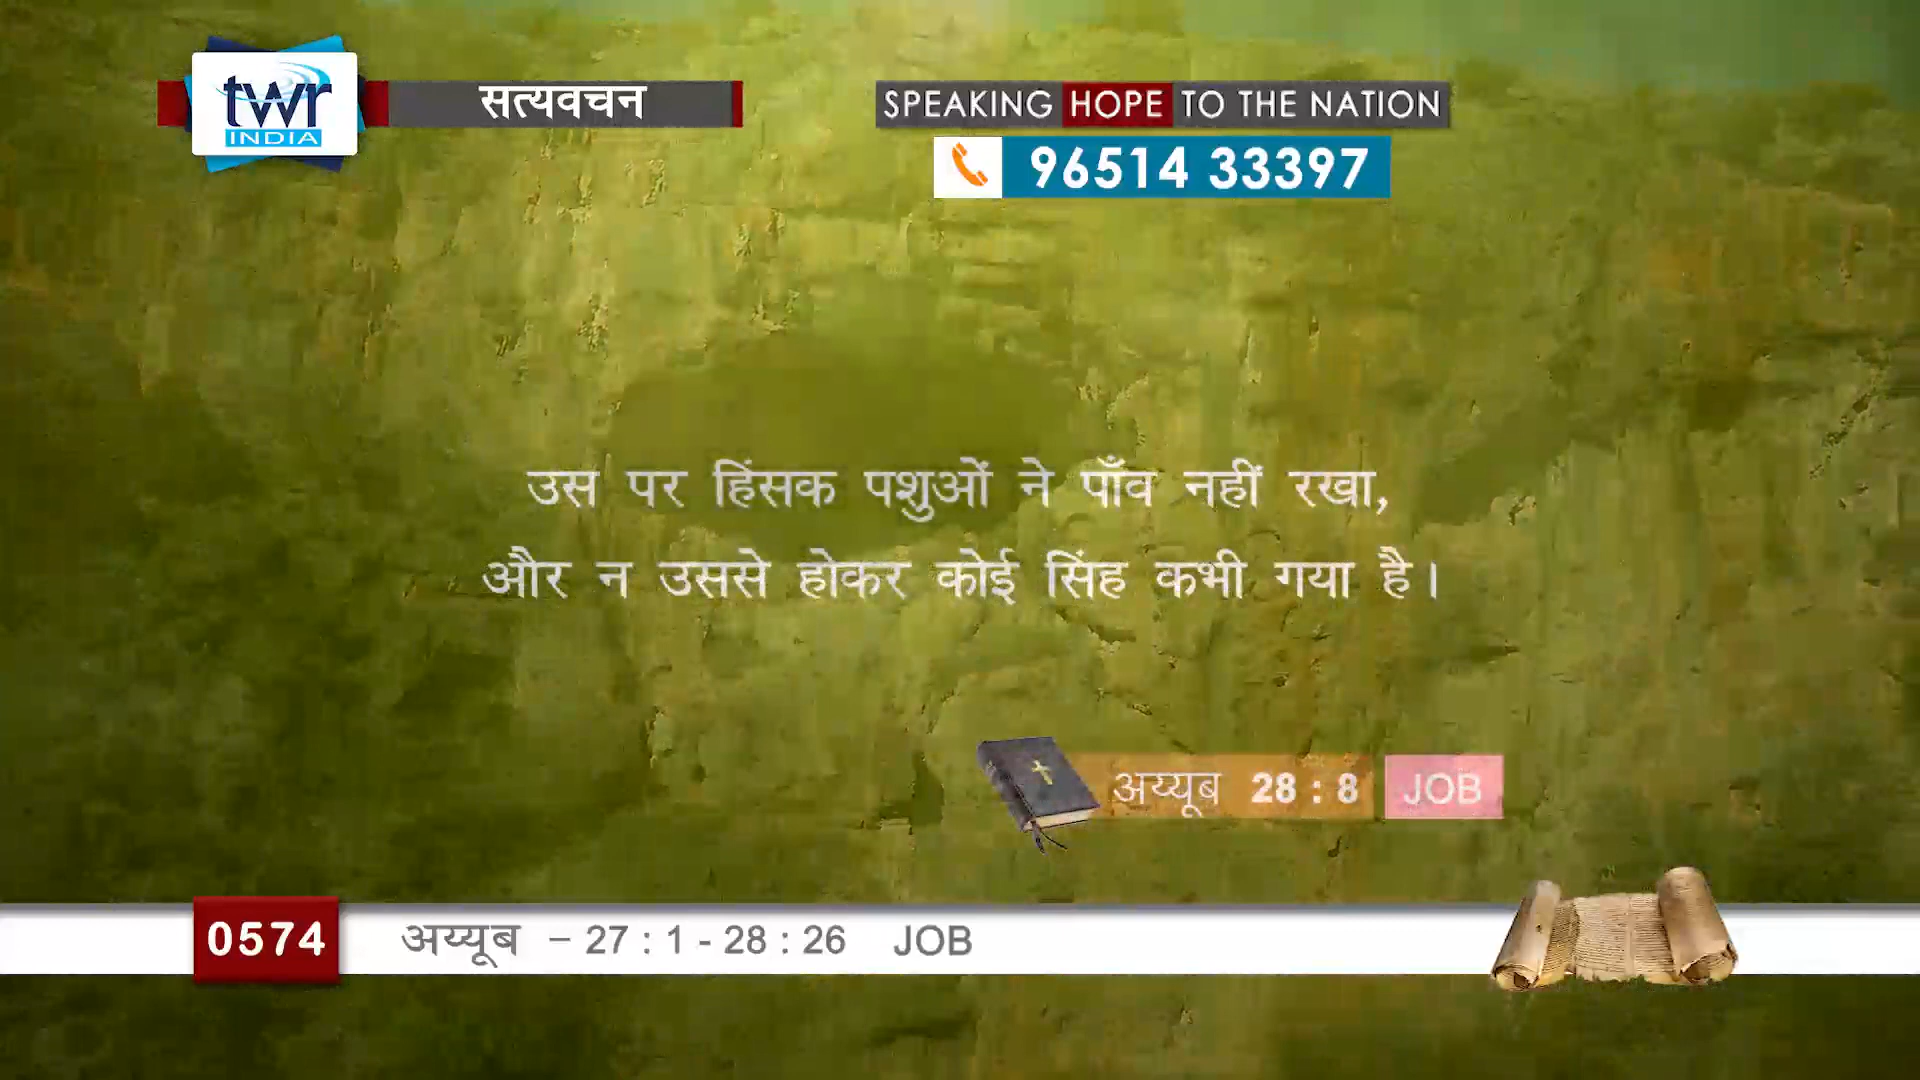 twr
INDIA
सत्यवचन
SPEAKING HOPE TO THE NATION
96514 33397
उस पर हिंसक पशुओं ने पाँव नहीं रखा,
और न उससे होकर कोई सिंह कभी गया है।
अय्यूब 28 : 8 JOB
0574 अय्यूब – 27 : 1 - 28 : 26 JOB